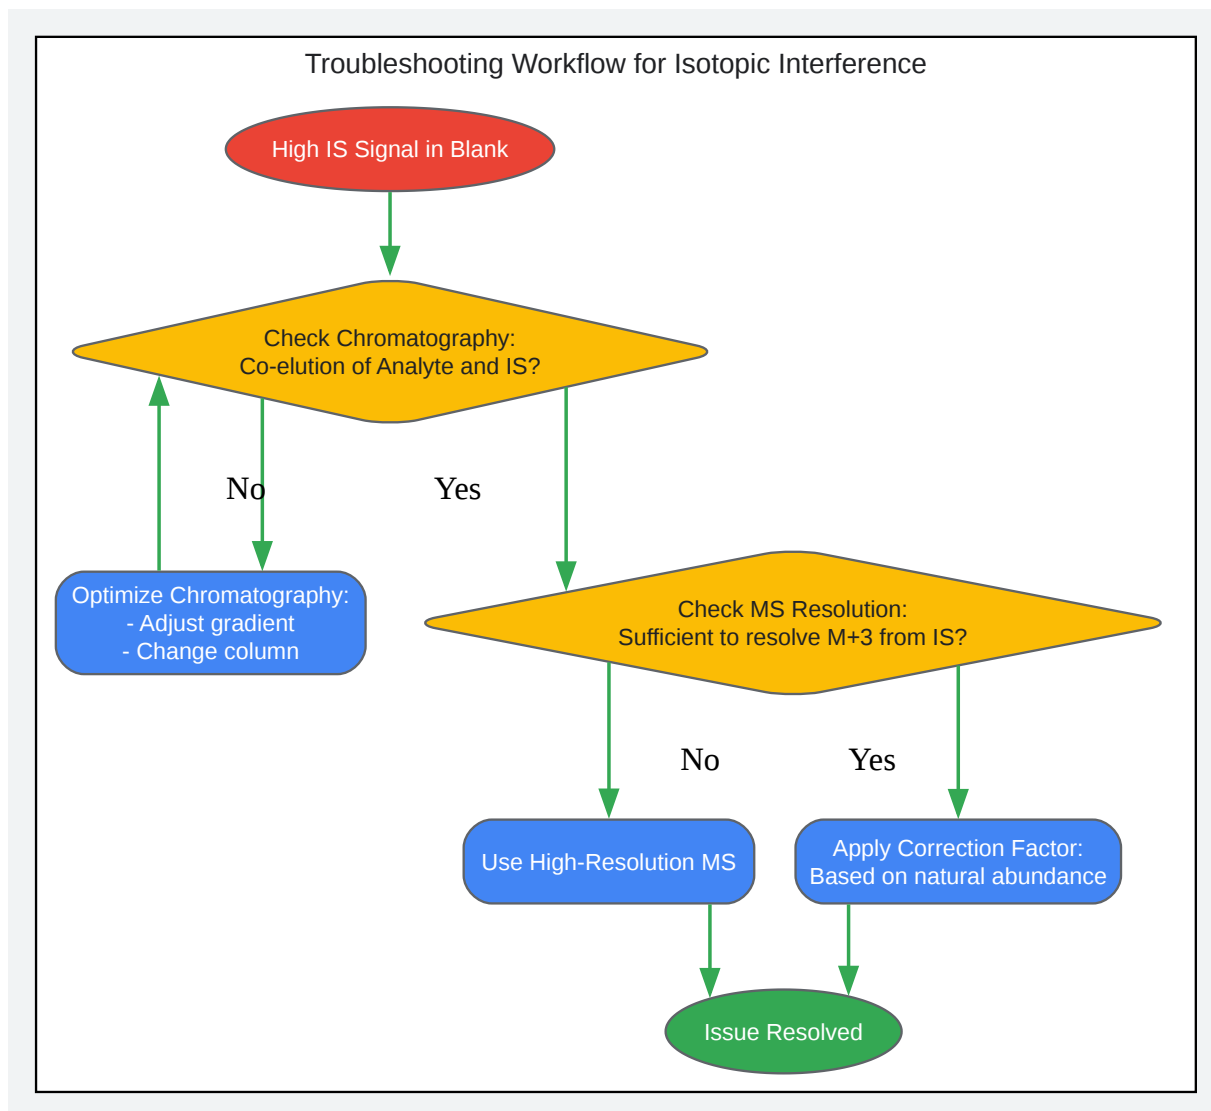 Troubleshooting Workflow for Isotopic Interference
High IS Signal in Blank
Check Chromatography:
Co-elution of Analyte and IS?
No
Yes
Optimize Chromatography:
- Adjust gradient
- Change column
Check MS Resolution:
Sufficient to resolve M+3 from IS?
No
Yes
Use High-Resolution MS
Apply Correction Factor:
Based on natural abundance
Issue Resolved